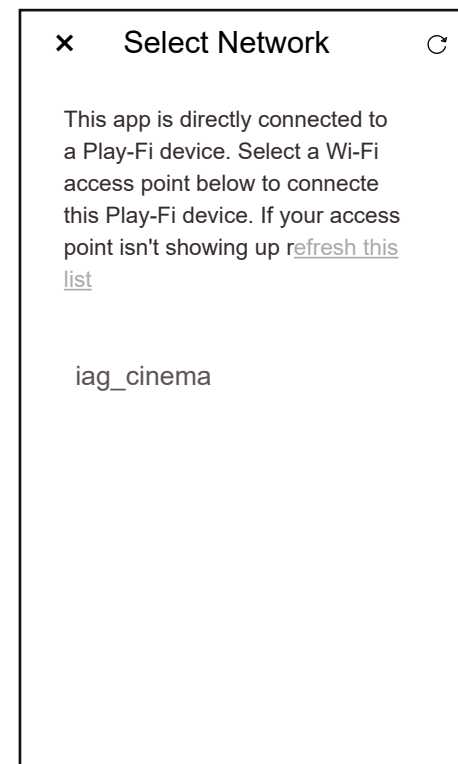 × Select Network
This app is directly connected to
a Play-Fi device. Select a Wi-Fi
access point below to connecte
this Play-Fi device. If your access
point isn't showing up refresh this
list
iag_cinema